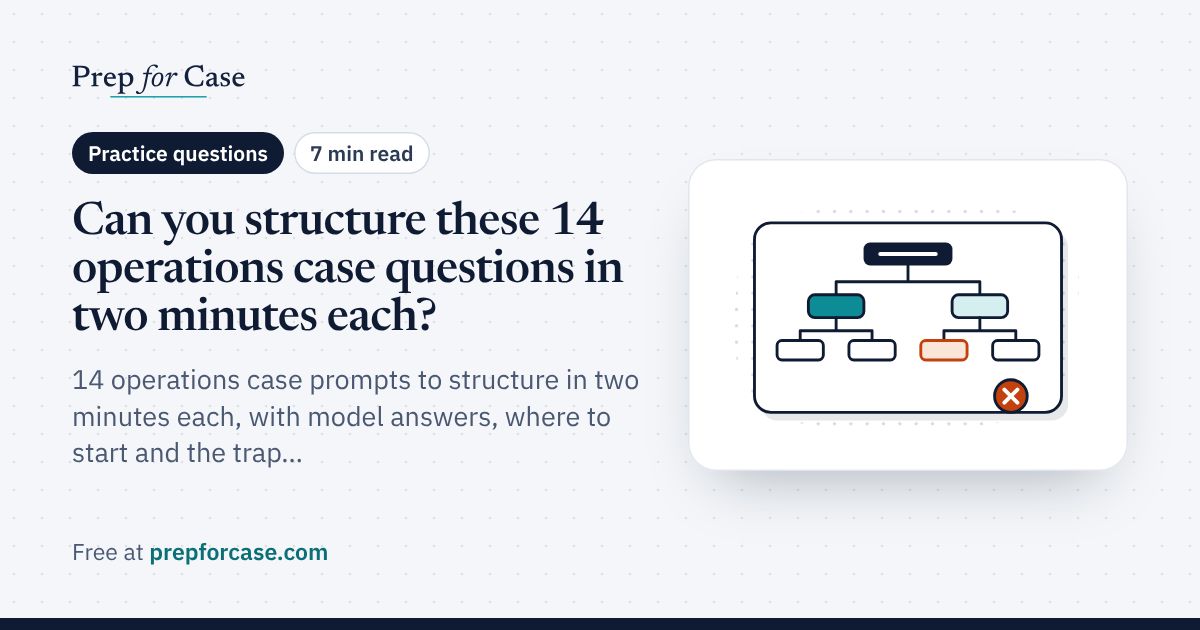 Prep for Case
Practice questions
7 min read
Can you structure these 14
operations case questions in
two minutes each?
14 operations case prompts to structure in two
minutes each, with model answers, where to
start and the trap...
Free at prepforcase.com